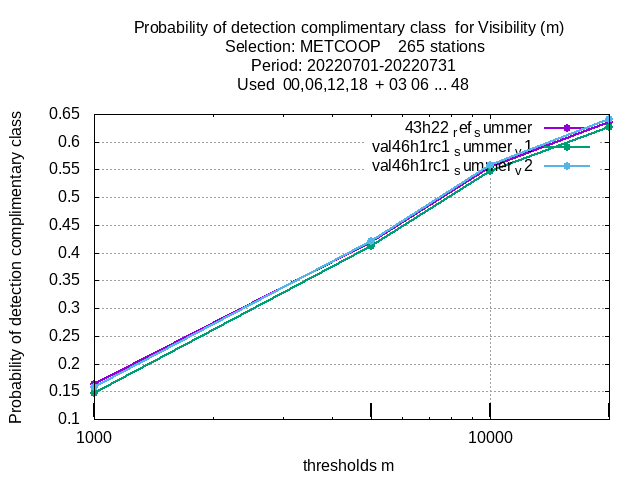 Probability of detection complimentary class  for Visibility (m)
Selection: METCOOP    265 stations
Period: 20220701-20220731
Used  00,06,12,18  + 03 06 ... 48
Probability of detection complimentary class
0.65
0.6
0.55
0.5
0.45
0.4
0.35
0.3
0.25
0.2
0.15
0.1
43h22 ref summer
val46h1rc1 summer v1
val46h1rc1 summer v2
1000
10000
thresholds m